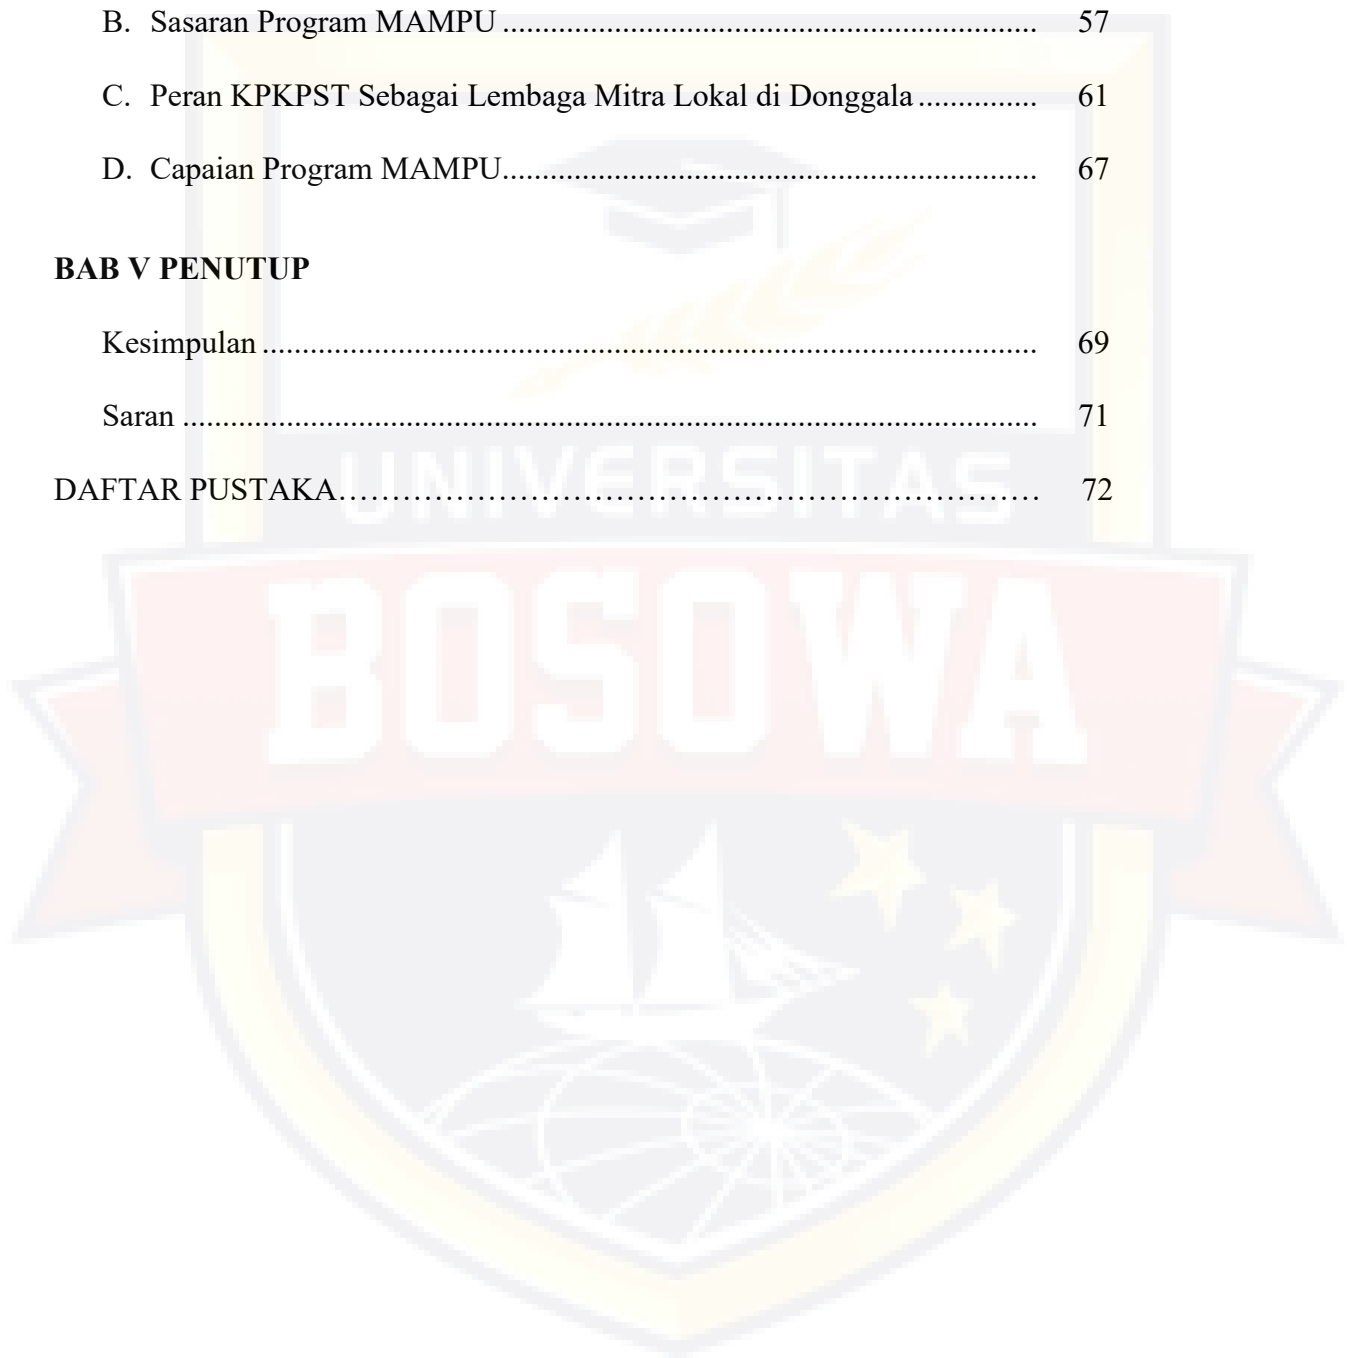 B. Sasaran Program MAMPU ................................................................... 57
C. Peran KPKPST Sebagai Lembaga Mitra Lokal di Donggala ............... 61
D. Capaian Program MAMPU................................................................... 67
BAB V PENUTUP
Kesimpulan ................................................................................................. 69
Saran ........................................................................................................... 71
DAFTAR PUSTAKA…………………………………………………………… 72
UNIVERSITAS
BOSOWA